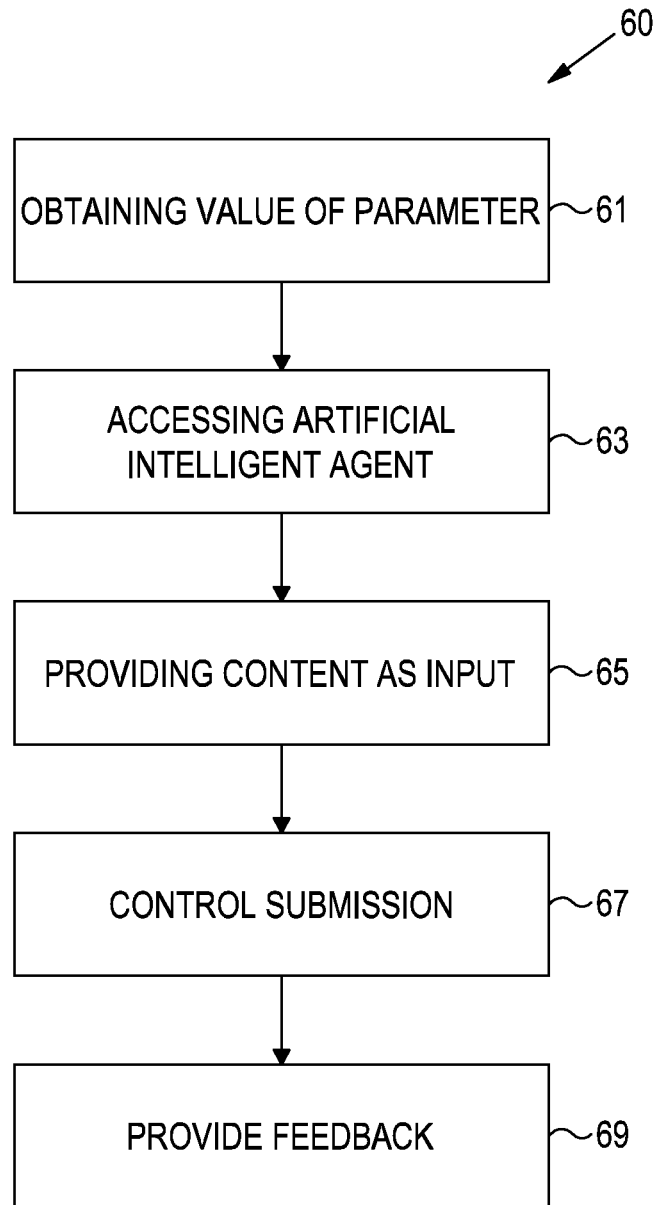 60
OBTAINING VALUE OF PARAMETER
61
ACCESSING ARTIFICIAL
INTELLIGENT AGENT
63
PROVIDING CONTENT AS INPUT
65
CONTROL SUBMISSION
67
PROVIDE FEEDBACK
69